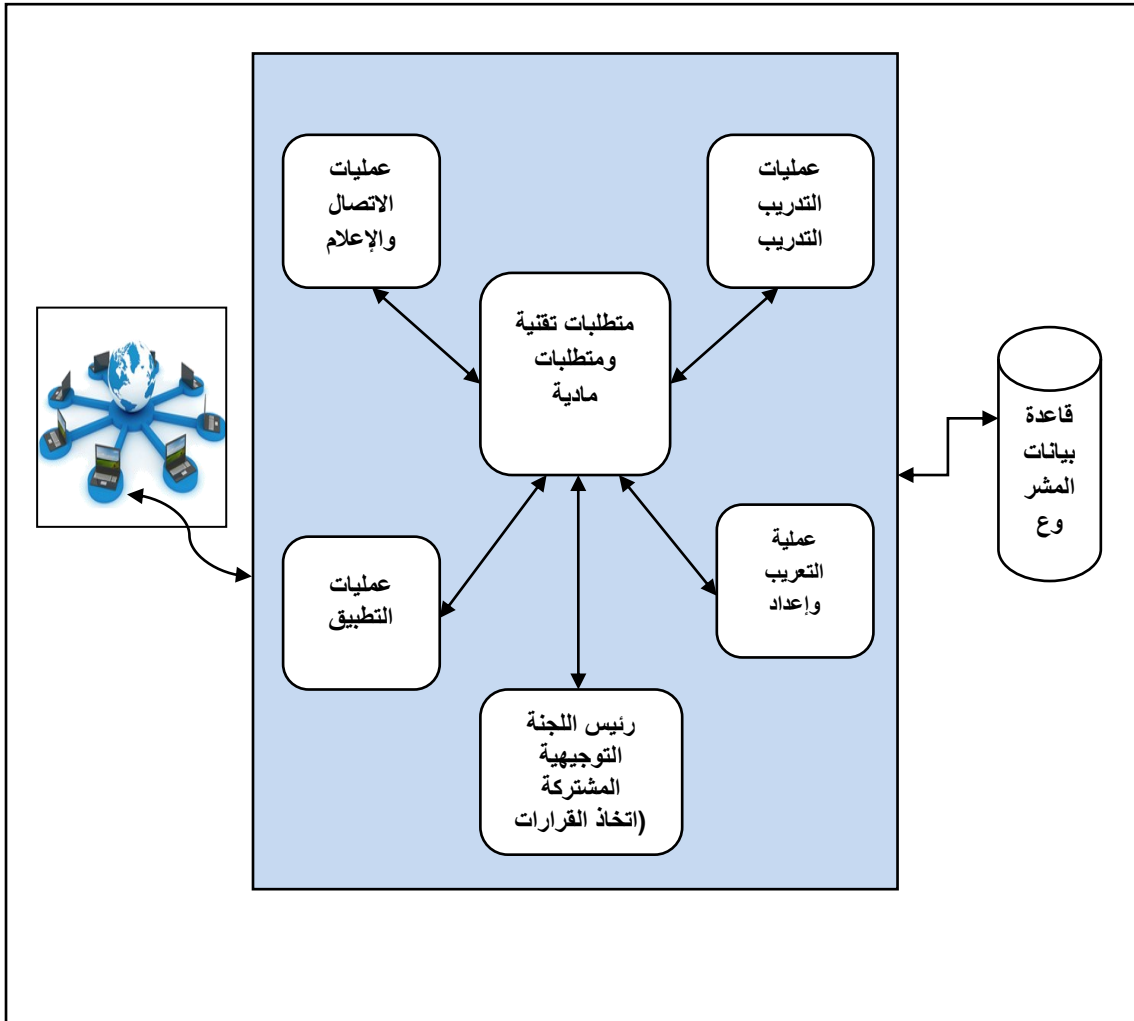 عمليات
التدريب
التدريب
عمليات
الاتصال
والإعلام
متطلبات تقنية
ومتطلبات
مادية
قاعدة
بيانات
المشر
وع
عملية
التعريب
وإعداد
عمليات
التطبيق
رئيس اللجنة
التوجيهية
المشتركة
(اتخاذ القرارات